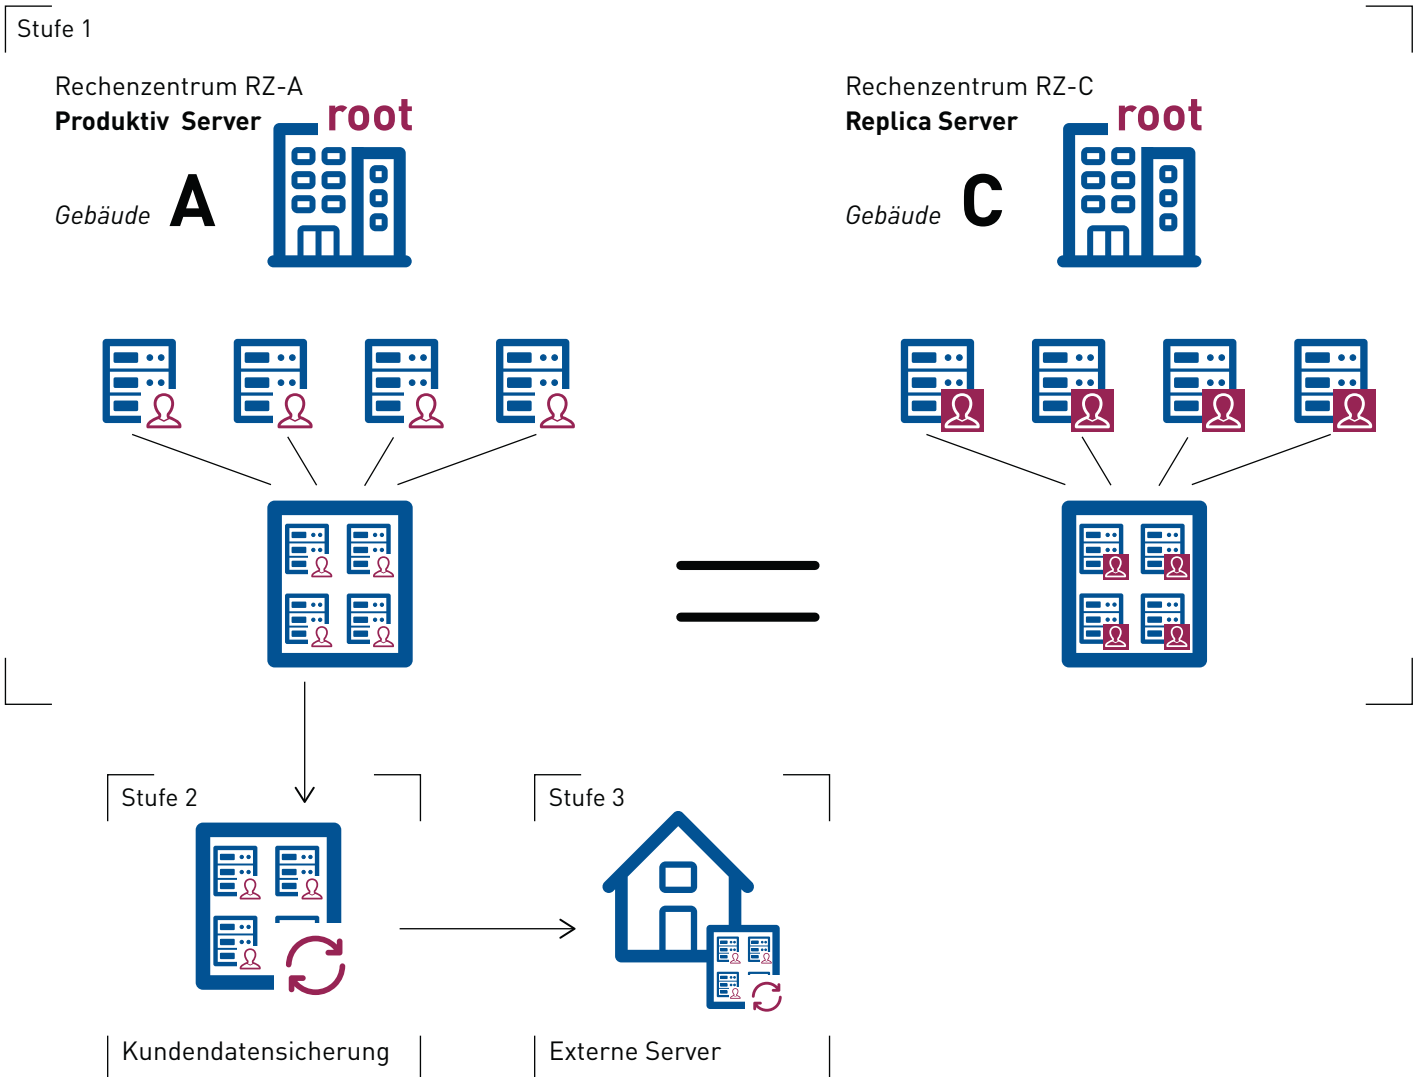 Stufe 1
Rechenzentrum RZ-A
Produktiv Server
root
Gebäude A
Rechenzentrum RZ-C
Replica Server
root
Gebäude C
Stufe 2
Kundendatensicherung
Stufe 3
Externe Server